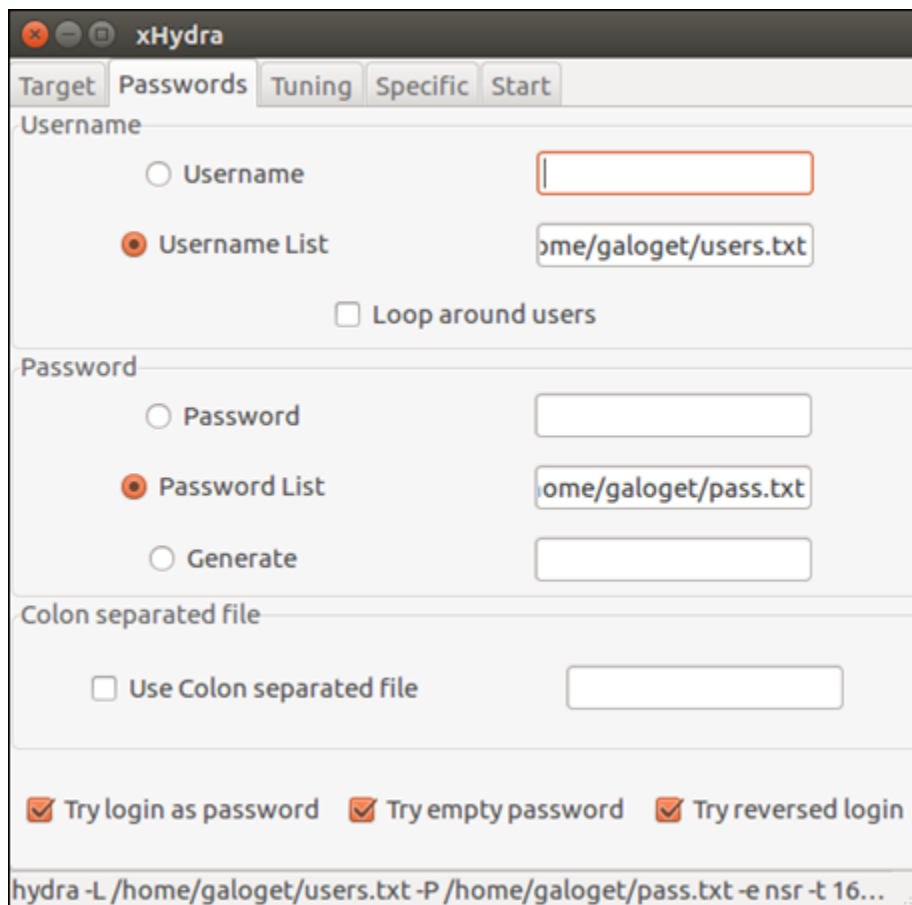 xHydra
Target Passwords Tuning Specific Start
Username
Username
Username List ome/galoget/users.txt
Loop around users
Password
Password
Password List ome/galoget/pass.txt
Generate
Colon separated file
Use Colon separated file
Try login as password Try empty password Try reversed login
hydra -L /home/galoget/users.txt -P /home/galoget/pass.txt -e nsr -t 16...